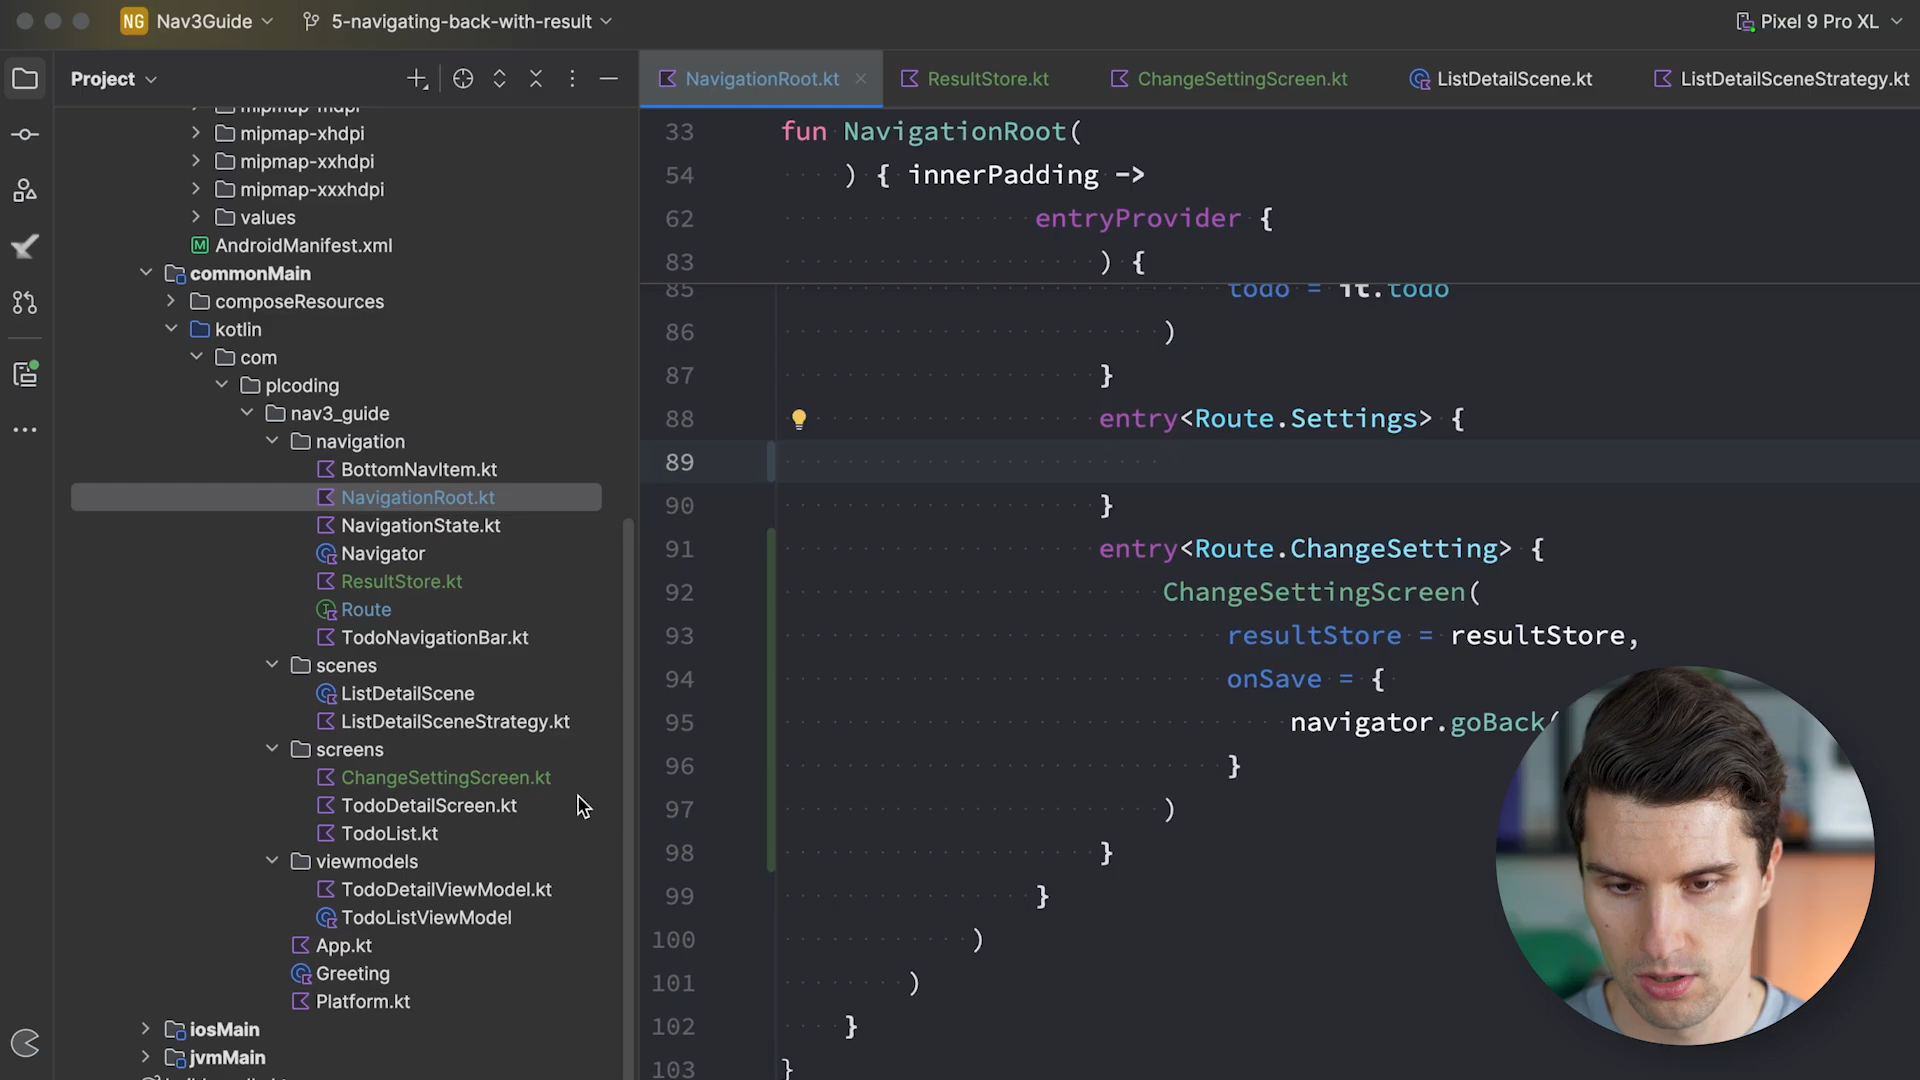 NG Nav3Guide 5-navigating-back-with-result Pixel 9 Pro XL
Project NavigationRoot.kt ResultStore.kt ChangeSettingScreen.kt ListDetailScene.kt ListDetailSceneStrategy.kt
mipmap-mdpi
mipmap-xhdpi
mipmap-xxhdpi
mipmap-xxxhdpi
values
AndroidManifest.xml
commonMain
composeResources
kotlin
com
plcoding
nav3_guide
navigation
BottomNavItem.kt
NavigationRoot.kt
NavigationState.kt
Navigator
ResultStore.kt
Route
TodoNavigationBar.kt
scenes
ListDetailScene
ListDetailSceneStrategy.kt
screens
ChangeSettingScreen.kt
TodoDetailScreen.kt
TodoList.kt
viewmodels
TodoDetailViewModel.kt
TodoListViewModel
App.kt
Greeting
Platform.kt
iosMain
jvmMain
33 fun NavigationRoot(
54 ) { innerPadding ->
62 entryProvider {
83 ) {
85 todo = it.todo
86 )
87 }
88 entry<Route.Settings> {
89
90 }
91 entry<Route.ChangeSetting> {
92 ChangeSettingScreen(
93 resultStore = resultStore,
94 onSave = {
95 navigator.goBack(
96 }
97 )
98 }
99 }
100 )
101 )
102 }
103 }